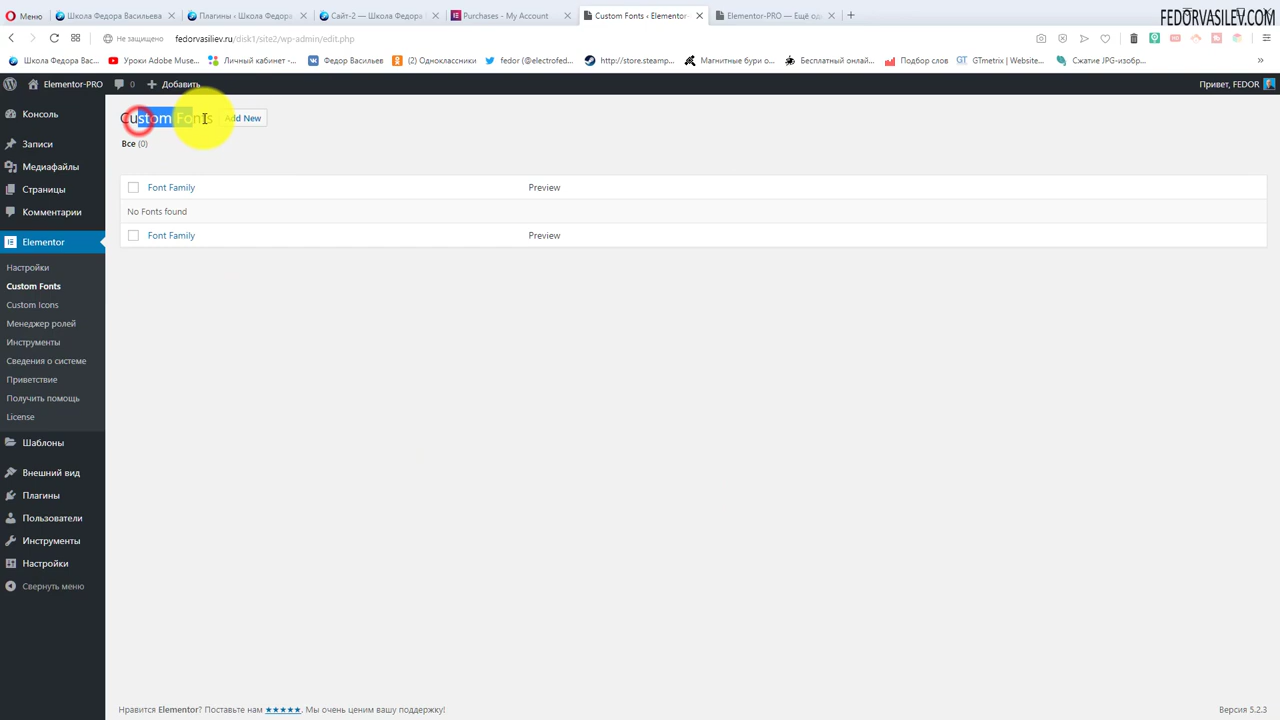 FEDORVASILEV.COM
Меню
Школа Федора Васильева
Плагины ‹ Школа Федора
Сайт-2 — Школа Федора
Purchases - My Account
Custom Fonts ‹ Elementor-
Elementor-PRO — Ещё од
Не защищено
fedorvasiliev.ru/disk1/site2/wp-admin/edit.php
Школа Федора Вас...
Уроки Adobe Muse...
Личный кабинет -...
Федор Васильев
(2) Одноклассники
fedor (@electrofed...
http://store.steamp...
Магнитные бури о...
Бесплатный онлай...
Подбор слов
GTmetrix | Website...
Сжатие JPG-изобр...
Elementor-PRO
0
Добавить
Привет, FEDOR
Консоль
Записи
Медиафайлы
Страницы
Комментарии
Elementor
Настройки
Custom Fonts
Custom Icons
Менеджер ролей
Инструменты
Сведения о системе
Приветствие
Получить помощь
License
Шаблоны
Внешний вид
Плагины
Пользователи
Инструменты
Настройки
Свернуть меню
Custom Fonts
Add New
Все (0)
Font Family
Preview
No Fonts found
Font Family
Preview
Нравится Elementor? Поставьте нам ★★★★★. Мы очень ценим вашу поддержку!
Версия 5.2.3